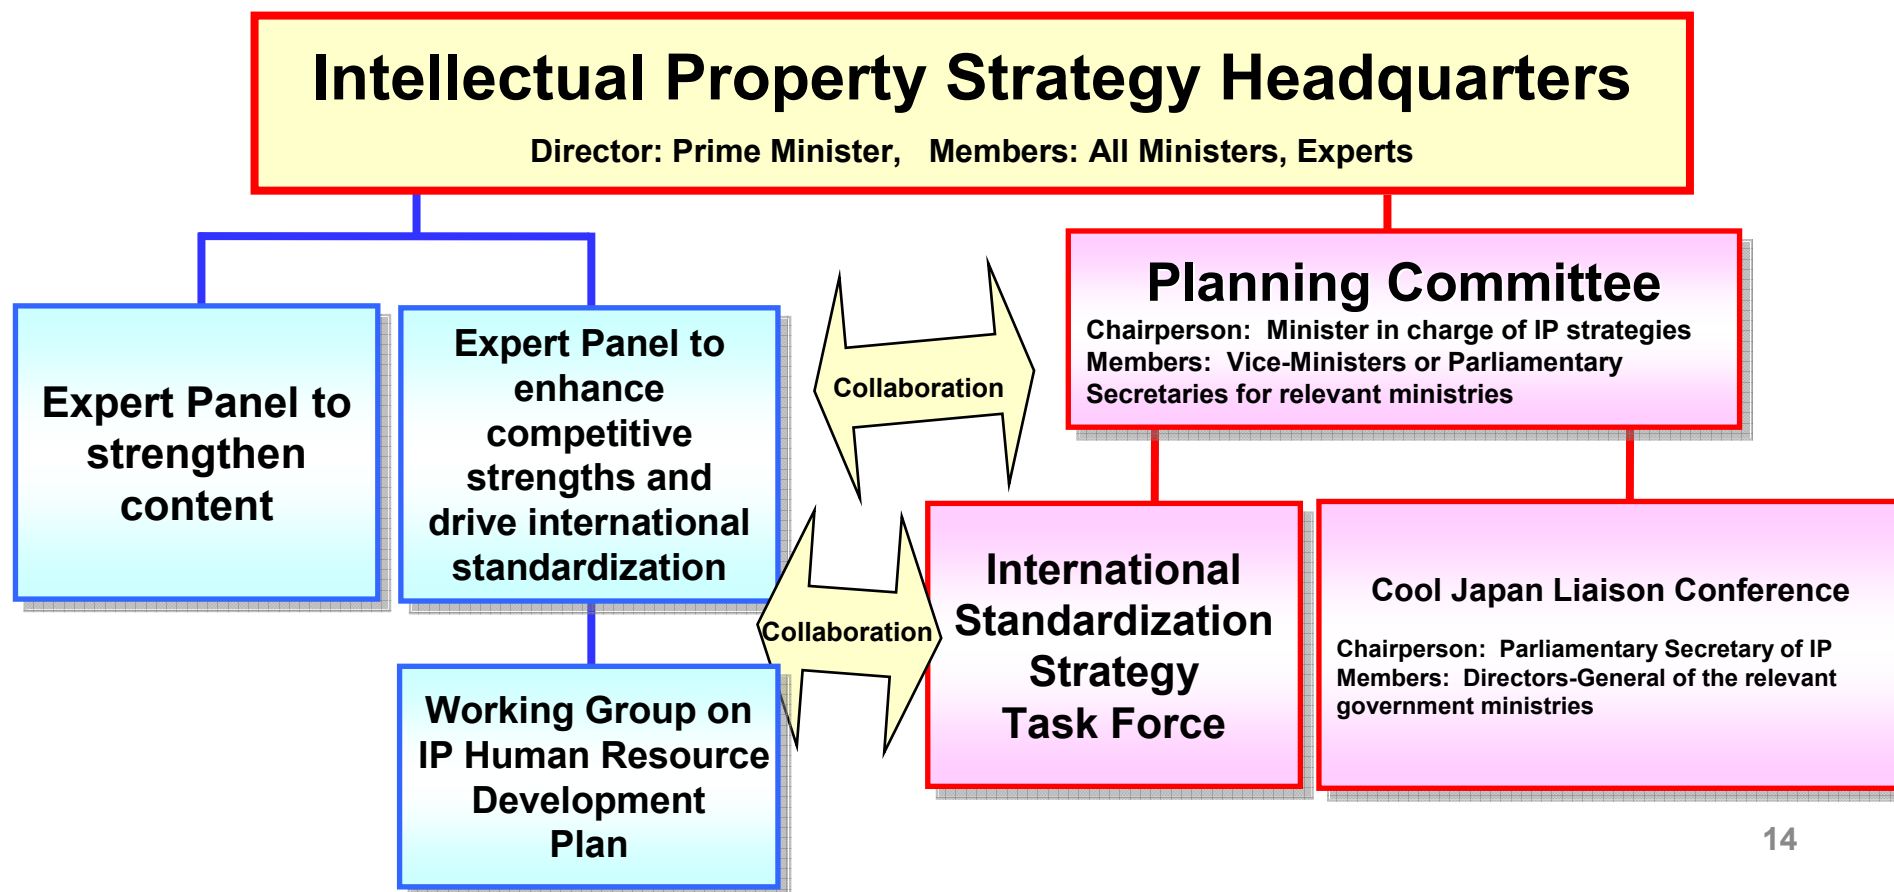 Intellectual Property Strategy Headquarters
Director: Prime Minister,   Members: All Ministers, Experts
Expert Panel to
strengthen
content
Expert Panel to
enhance
competitive
strengths and
drive international
standardization
Working Group on
IP Human Resource
Development
Plan
Collaboration
Collaboration
Planning Committee
Chairperson:  Minister in charge of IP strategies
Members:  Vice-Ministers or Parliamentary
Secretaries for relevant ministries
International
Standardization
Strategy
Task Force
Cool Japan Liaison Conference
Chairperson:  Parliamentary Secretary of IP
Members:  Directors-General of the relevant
government ministries
14